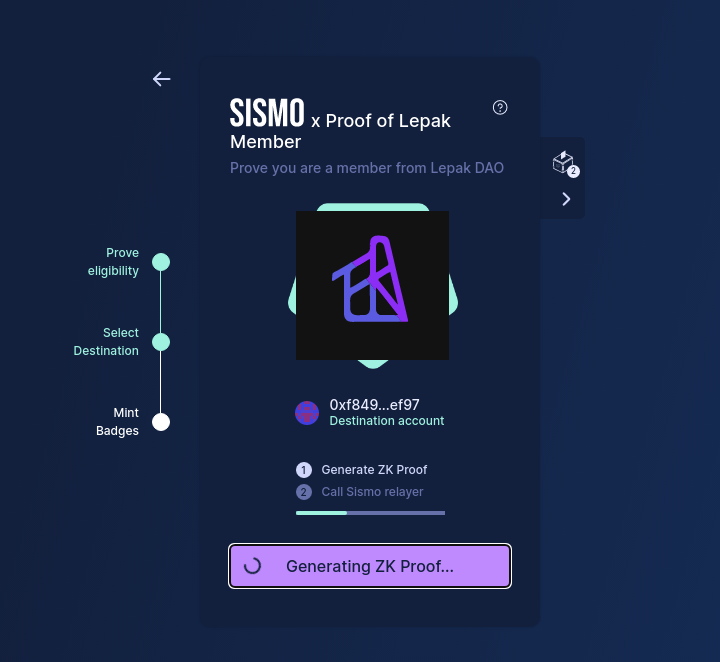 SISMO x Proof of Lepak
Member
Prove you are a member from Lepak DAO
2
Prove
eligibility
Select
Destination
Mint
Badges
0xf849...ef97
Destination account
1 Generate ZK Proof
2 Call Sismo relayer
Generating ZK Proof...